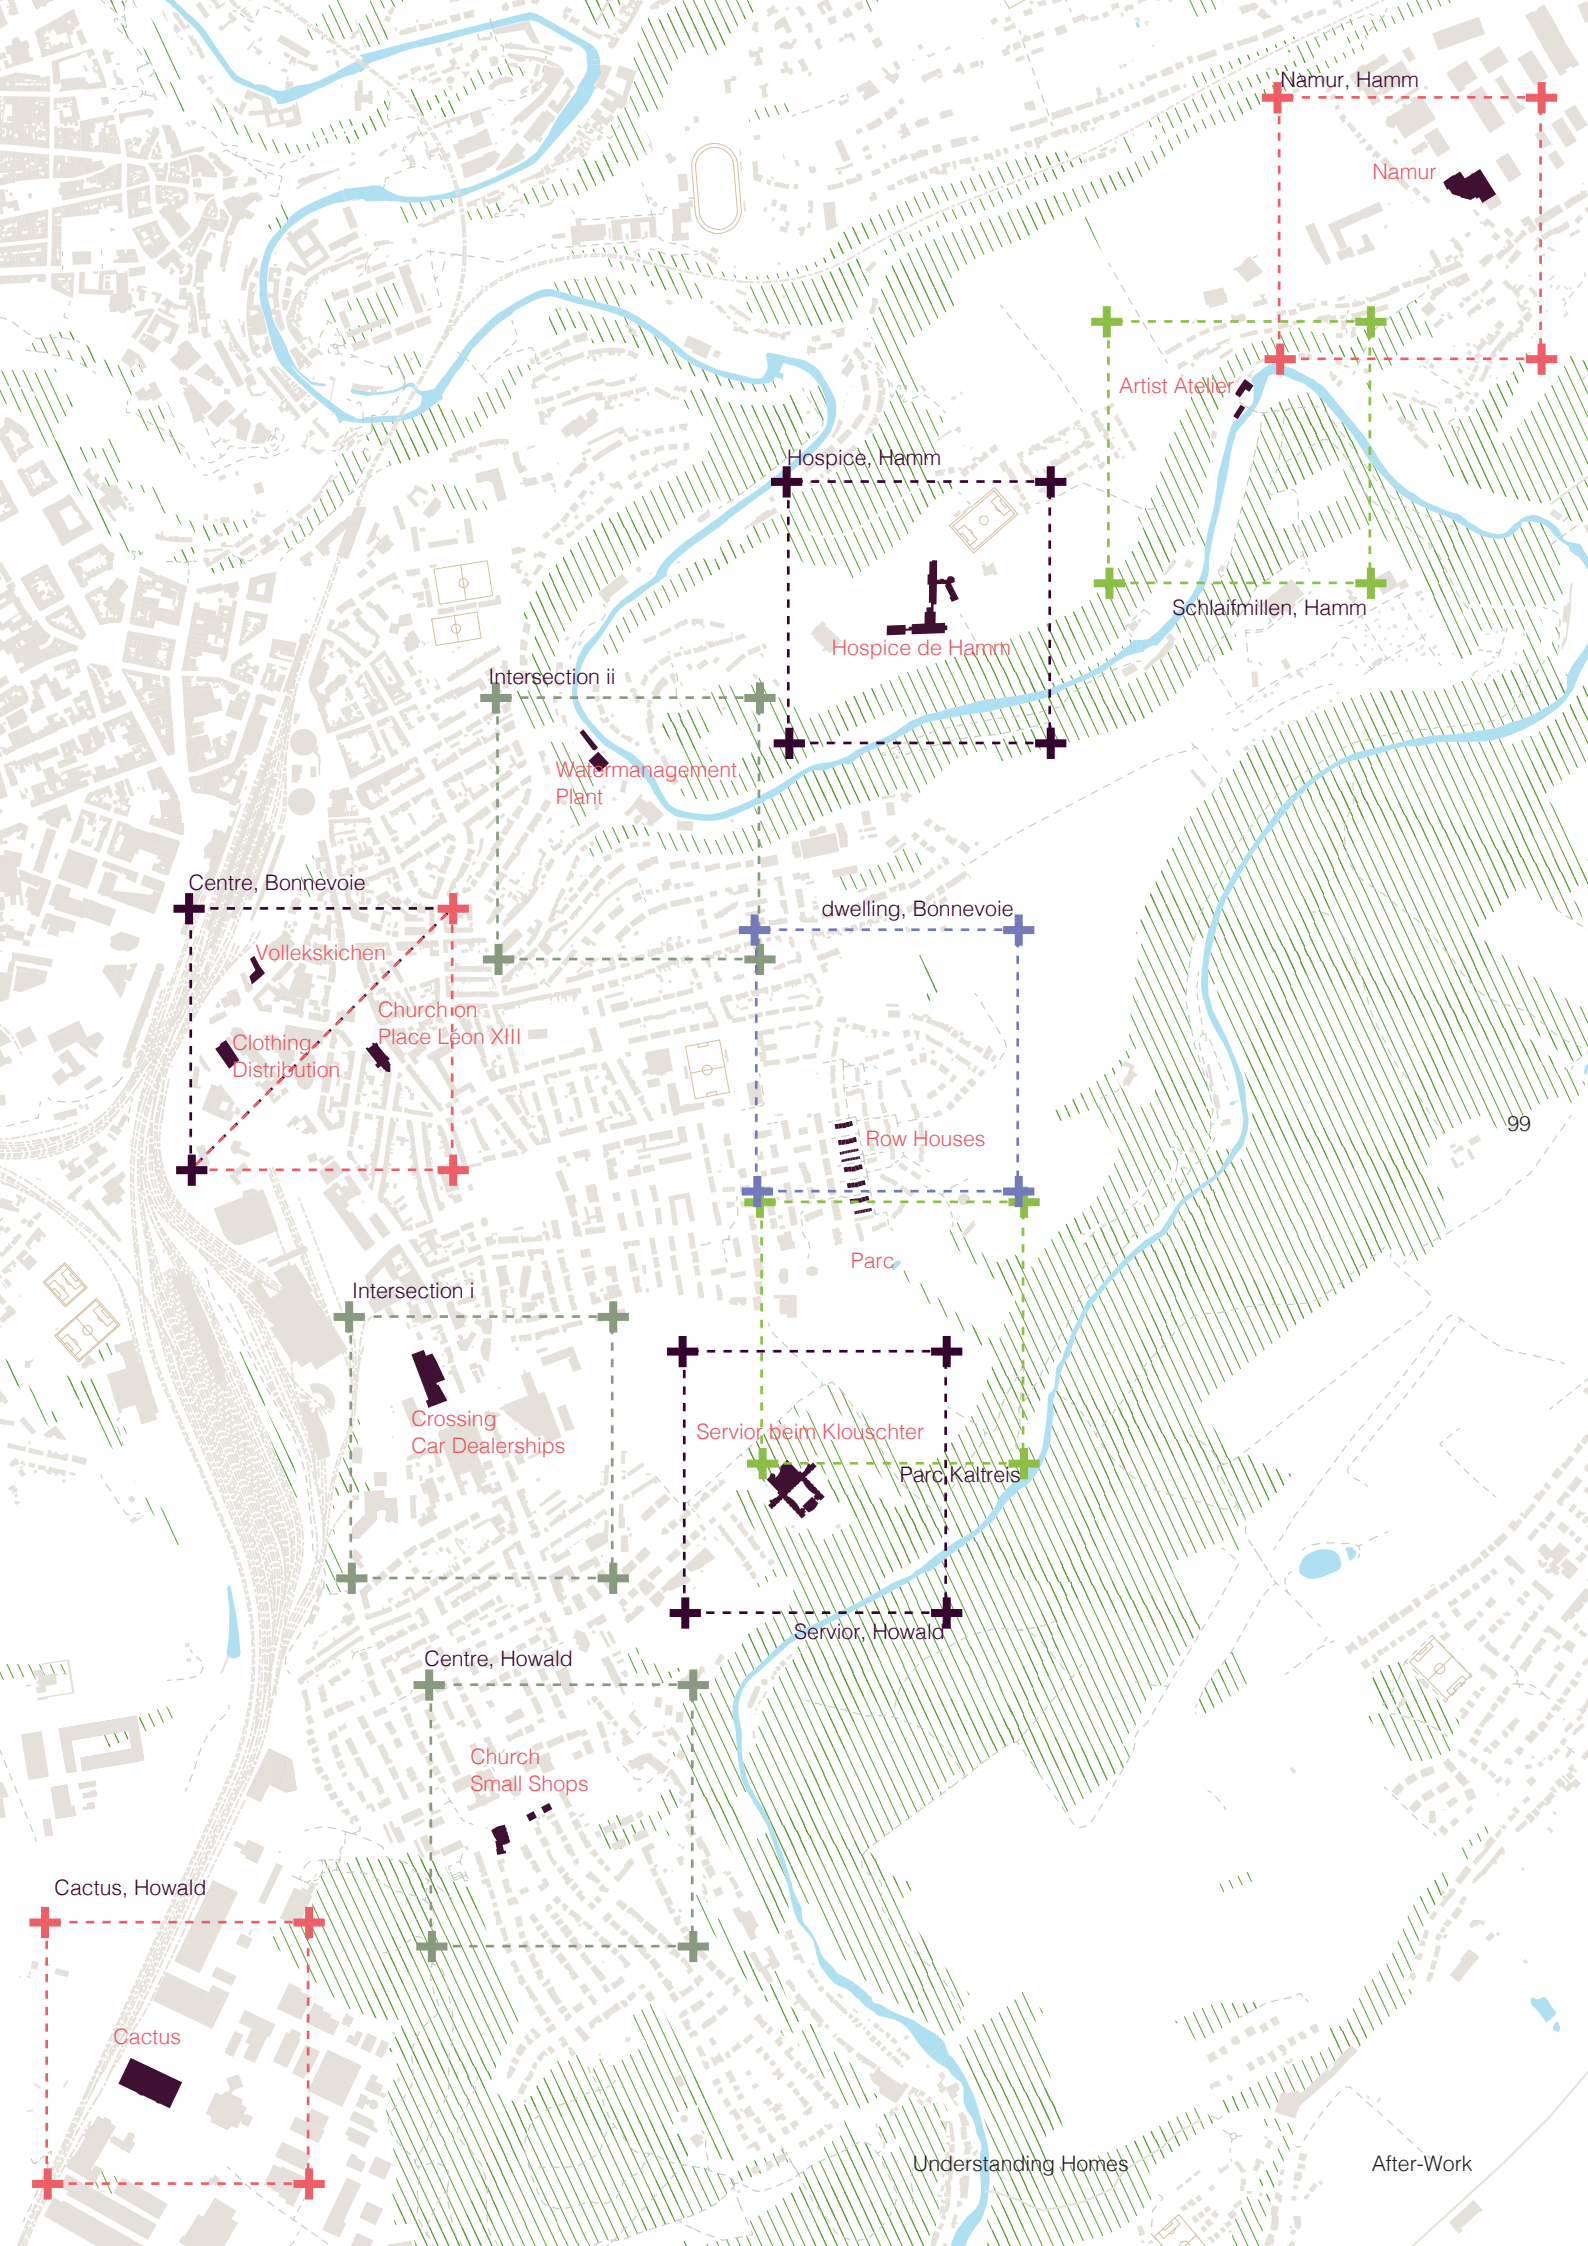 Namur, Hamm
Namur
Artist Atelier
Hospice, Hamm
Schlaifmillen, Hamm
Hospice de Hamm
Intersection ii
Watermanagement
Plant
Centre, Bonnevoie
dwelling, Bonnevoie
Vollekskichen
Church on
Place Léon XIII
Clothing
Distribution
99
Row Houses
Parc
Intersection i
Crossing
Car Dealerships
Servior beim Klouschter
Parc Kaltreis
Servior, Howald
Centre, Howald
Church
Small Shops
Cactus, Howald
Cactus
Understanding Homes
After-Work